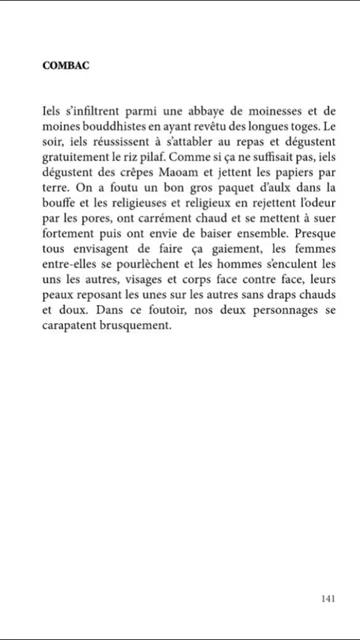 COMBAC
Iels s’infiltrent parmi une abbaye de moinesses et de
moines bouddhistes en ayant revêtu des longues toges. Le
soir, iels réussissent à s’attabler au repas et dégustent
gratuitement le riz pilaf. Comme si ça ne suffisait pas, iels
dégustent des crêpes Maoam et jettent les papiers par
terre. On a foutu un bon gros paquet d’aulx dans la
bouffe et les religieuses et religieux en rejettent l’odeur
par les pores, ont carrément chaud et se mettent à suer
fortement puis ont envie de baiser ensemble. Presque
tous envisagent de faire ça gaiement, les femmes
entre-elles se pourlèchent et les hommes s’enculent les
uns les autres, visages et corps face contre face, leurs
peaux reposant les unes sur les autres sans draps chauds
et doux. Dans ce foutoir, nos deux personnages se
carapatent brusquement.
141